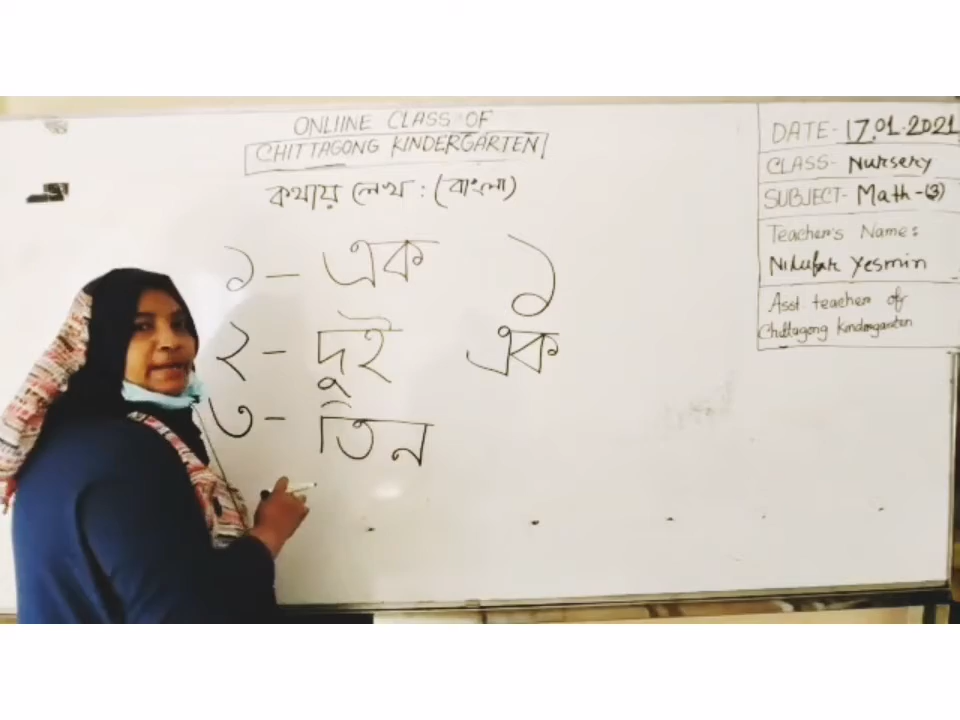 ONLIINE CLASS OF
CHITTAGONG KINDERGARTEN
কথায় লেখ : (বাংলা)
১ - এক
২ - দুই
৩ - তিন
১
এক
DATE- 17.01.2021
CLASS- Nursery
SUBJECT- Math-(3)
Teacher's Name:
Nilufar Yesmin
Asst teacher of
Chittagong Kindergarten